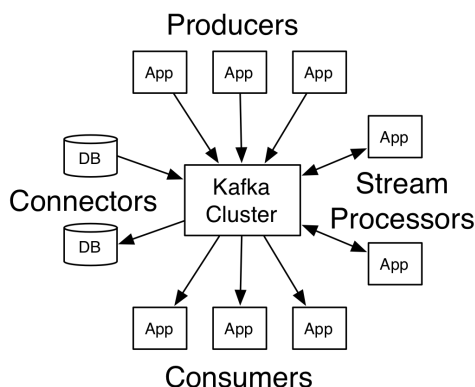 Producers
App
App
App
App
DB
Kafka
Cluster
Connectors
Stream
Processors
DB
App
App
App
App
Consumers